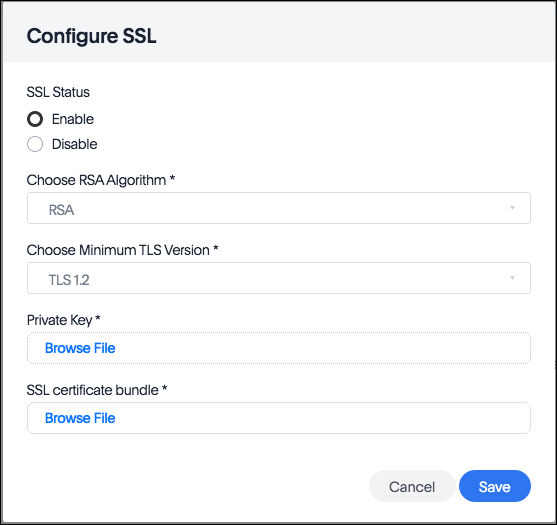 Configure SSL
SSL Status
Enable
Disable
Choose RSA Algorithm *
RSA
Choose Minimum TLS Version *
TLS 1.2
Private Key *
Browse File
SSL certificate bundle *
Browse File
Cancel
Save